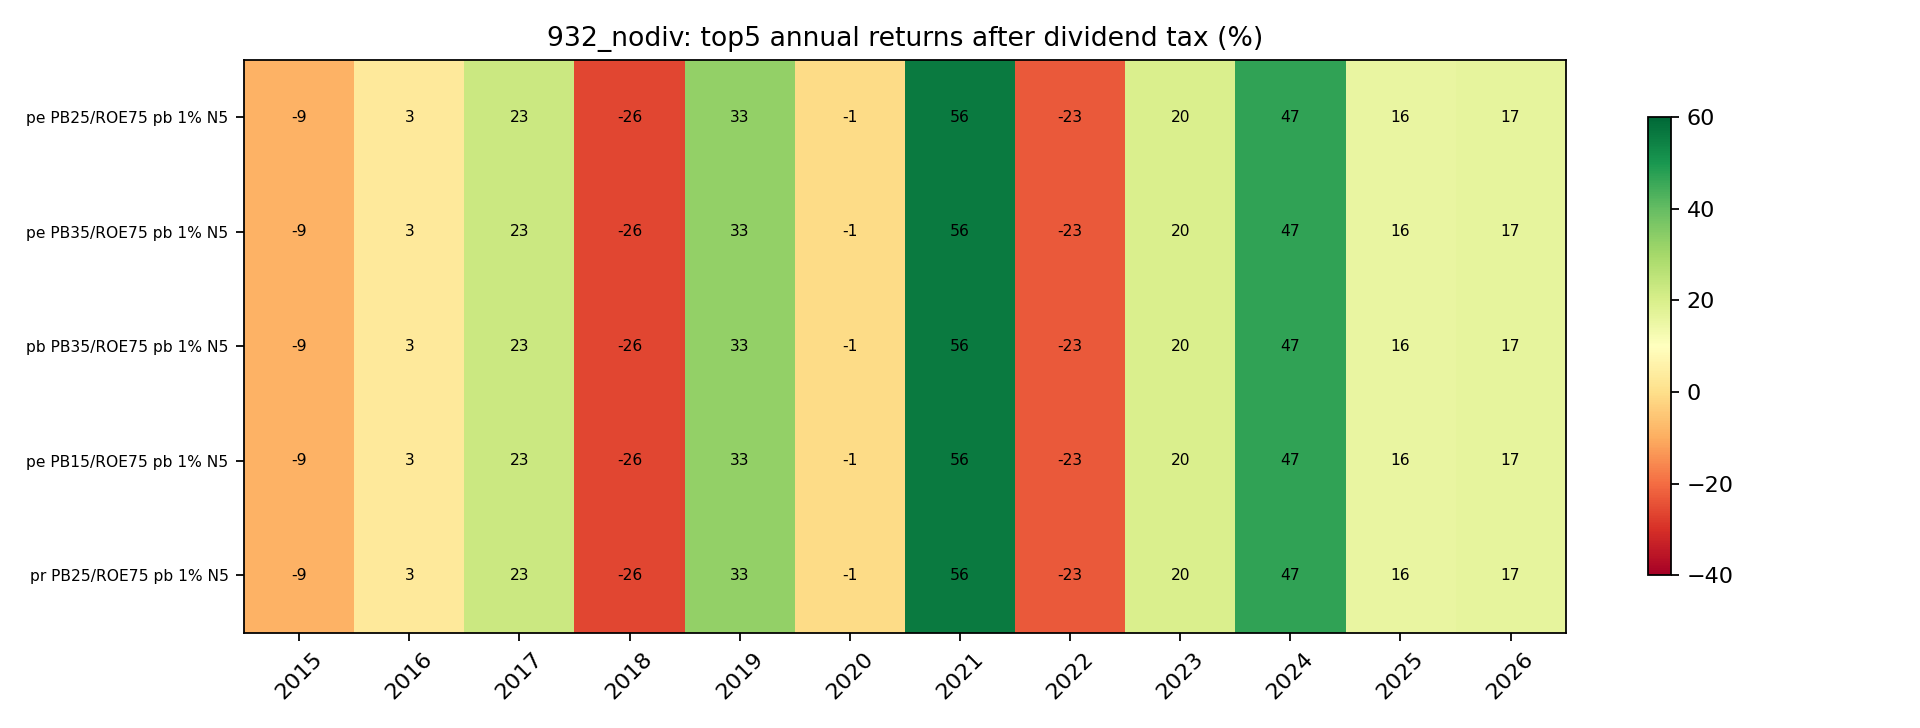 932_nodiv: top5 annual returns after dividend tax (%)
pe PB25/ROE75 pb 1% N5 -9 3 23 -26 33 -1 56 -23 20 47 16 17
pe PB35/ROE75 pb 1% N5 -9 3 23 -26 33 -1 56 -23 20 47 16 17
pb PB35/ROE75 pb 1% N5 -9 3 23 -26 33 -1 56 -23 20 47 16 17
pe PB15/ROE75 pb 1% N5 -9 3 23 -26 33 -1 56 -23 20 47 16 17
pr PB25/ROE75 pb 1% N5 -9 3 23 -26 33 -1 56 -23 20 47 16 17
2015 2016 2017 2018 2019 2020 2021 2022 2023 2024 2025 2026
60
40
20
0
−20
−40